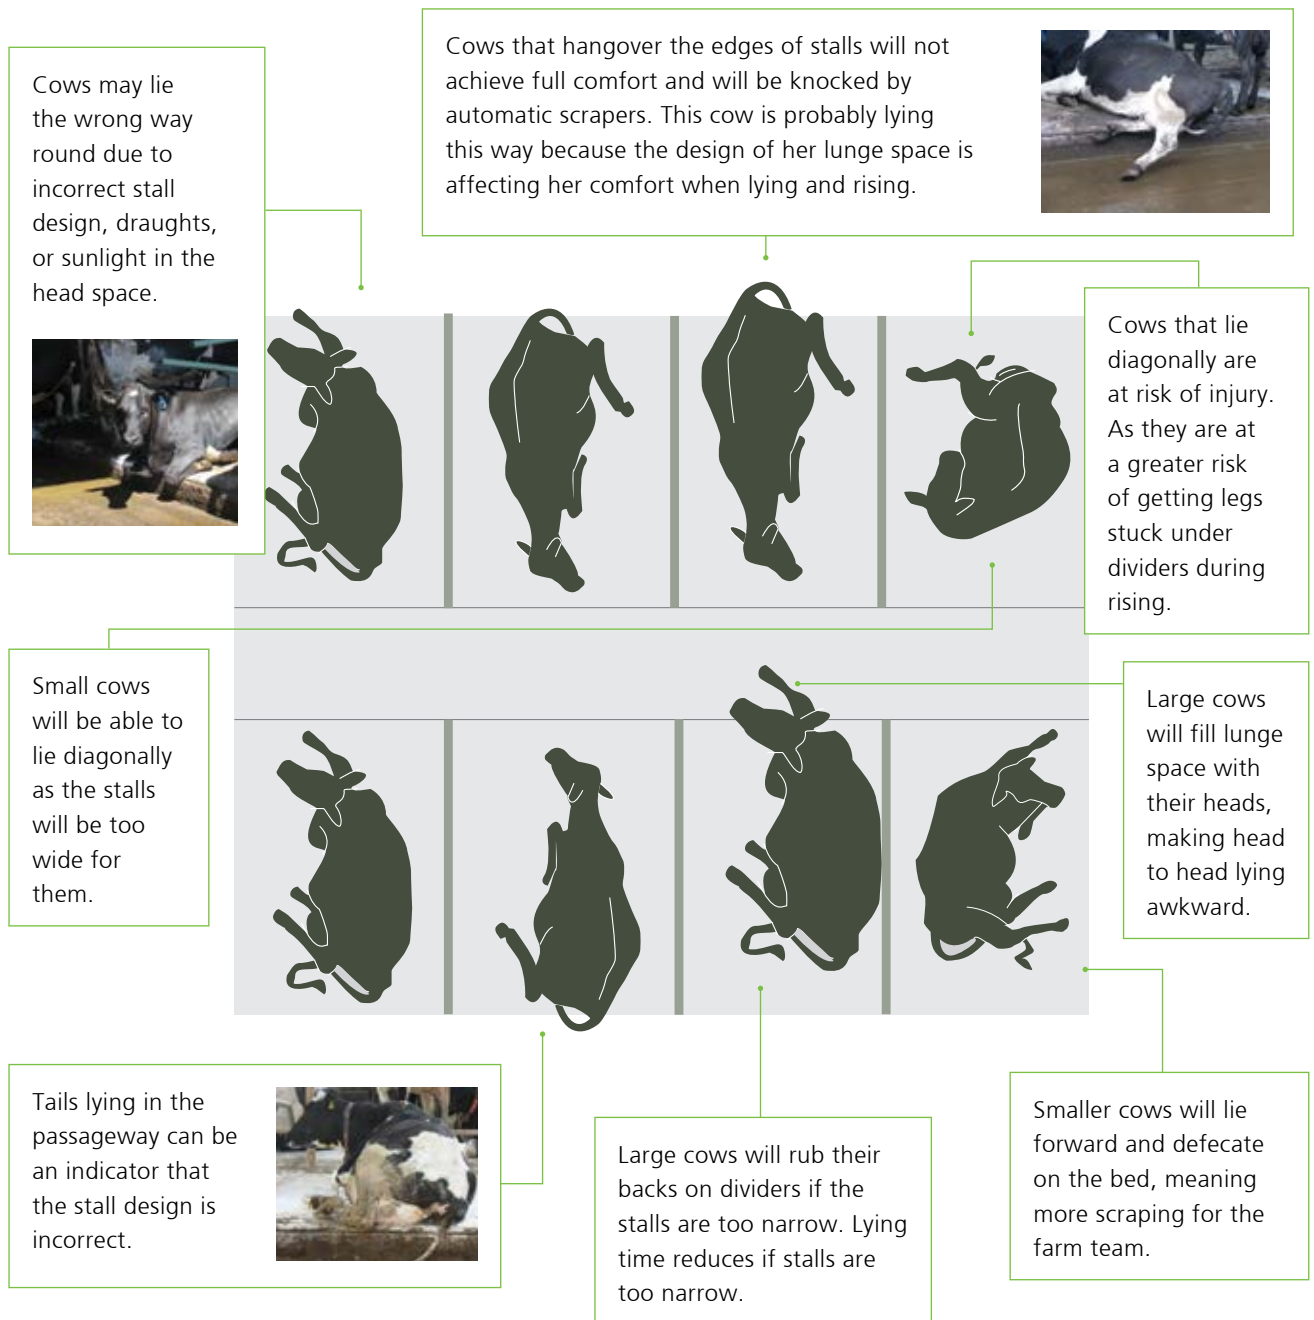 Cows may lie
the wrong way
round due to
incorrect stall
design, draughts,
or sunlight in the
head space.
Cows that hangover the edges of stalls will not
achieve full comfort and will be knocked by
automatic scrapers. This cow is probably lying
this way because the design of her lunge space is
affecting her comfort when lying and rising.
Cows that lie
diagonally are
at risk of injury.
As they are at
a greater risk
of getting legs
stuck under
dividers during
rising.
Small cows
will be able to
lie diagonally
as the stalls
will be too
wide for
them.
Large cows
will fill lunge
space with
their heads,
making head
to head lying
awkward.
Tails lying in the
passageway can be
an indicator that
the stall design is
incorrect.
Large cows will rub their
backs on dividers if the
stalls are too narrow. Lying
time reduces if stalls are
too narrow.
Smaller cows will lie
forward and defecate
on the bed, meaning
more scraping for the
farm team.